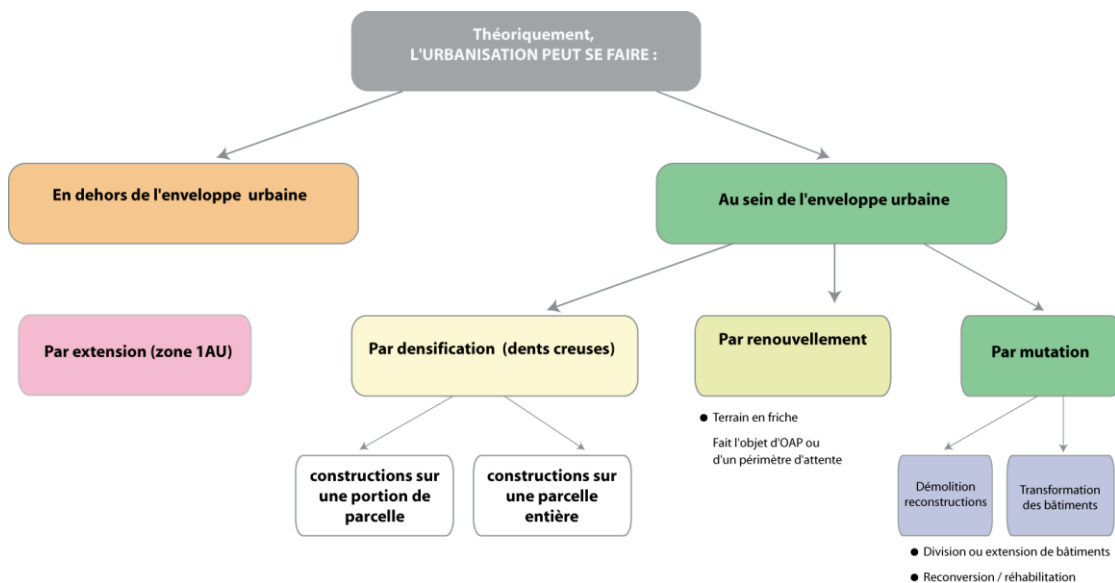 Théoriquement,
L'URBANISATION PEUT SE FAIRE :
En dehors de l'enveloppe urbaine
Au sein de l'enveloppe urbaine
Par extension (zone 1AU)
Par densification (dents creuses)
Par renouvellement
Par mutation
● Terrain en friche
Fait l'objet d'OAP ou
d'un périmètre d'attente
constructions sur
une portion de
parcelle
constructions sur
une parcelle
entière
Démolition
reconstructions
Transformation
des bâtiments
● Division ou extension de bâtiments
● Reconversion / réhabilitation